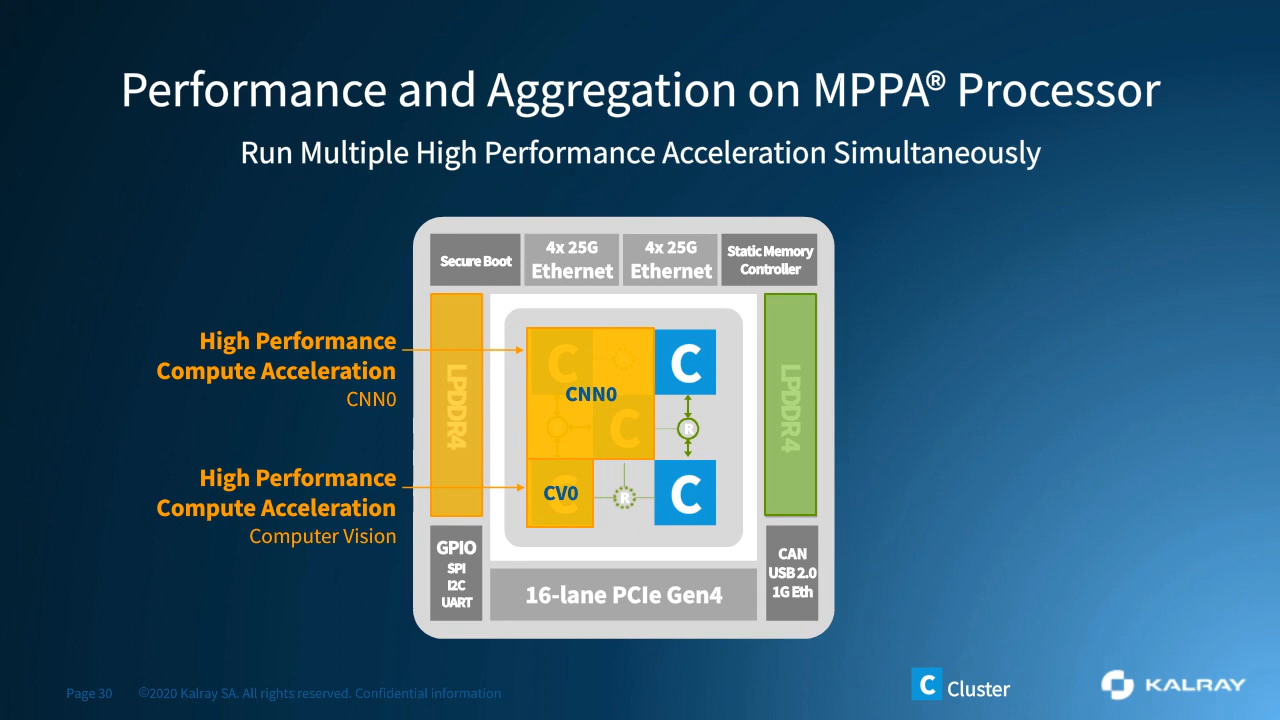 Performance and Aggregation on MPPA® Processor
Run Multiple High Performance Acceleration Simultaneously
Secure Boot
4x 25G
Ethernet
4x 25G
Ethernet
Static Memory
Controller
High Performance
Compute Acceleration
CNN0
High Performance
Compute Acceleration
Computer Vision
LPDDR4
C
C
CNN0
C
R
C
CV0
R
C
LPDDR4
GPIO
SPI
I2C
UART
16-lane PCIe Gen4
CAN
USB 2.0
1G Eth
Page 30
©2020 Kalray SA. All rights reserved. Confidential information
C Cluster
KALRAY